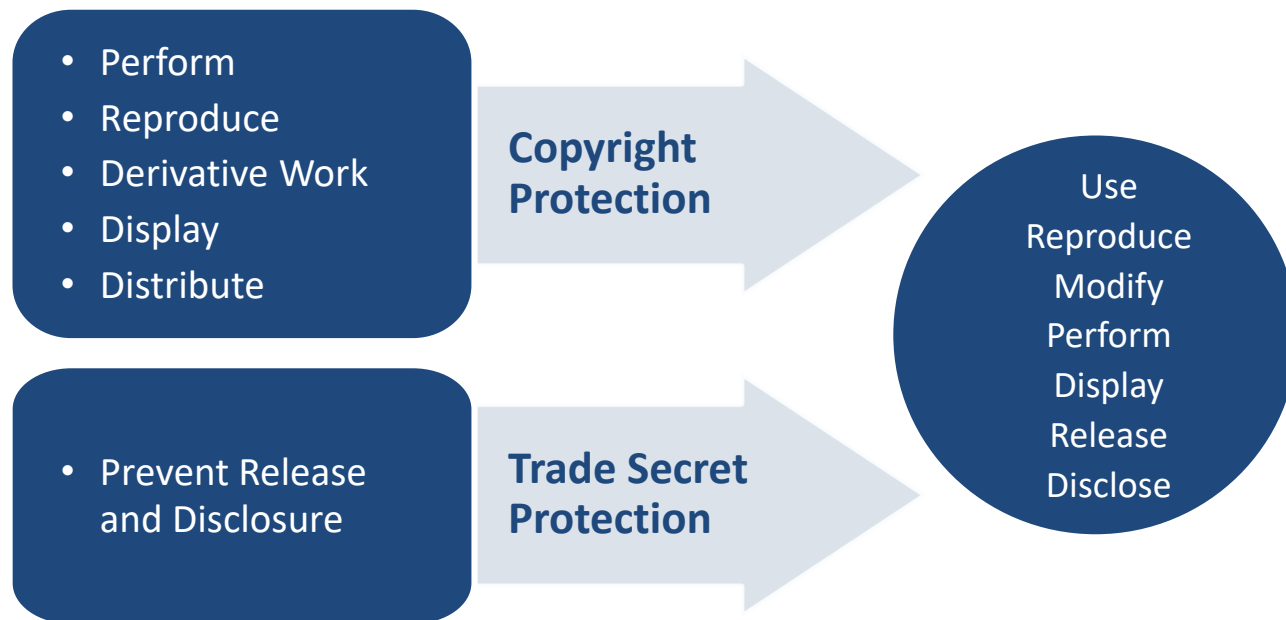 • Perform
• Reproduce
• Derivative Work
• Display
• Distribute
Copyright
Protection
• Prevent Release
and Disclosure
Trade Secret
Protection
Use
Reproduce
Modify
Perform
Display
Release
Disclose